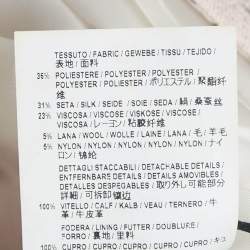 TESSUTO / FABRIC / GEWEBE / TISSU / TEJIDO /
表地 / 面料
36% POLIESTERE / POLYESTER / POLYESTER /
POLYESTER / POLIESTER / ポリエステル / 聚酯纤
维
31% SETA / SILK / SEIDE / SOIE / SEDA / 絹 / 桑蚕丝
23% VISCOSA / VISCOSE / VISKOSE / VISCOSE /
VISCOSA / レーヨン / 粘胶纤维
5% LANA / WOOL / WOLLE / LAINE / LANA / 毛 / 羊毛
5% NYLON / NYLON / NYLON / NYLON / NYLON / ナイ
ロン / 锦纶
DETTAGLI STACCABILI / DETACHABLE DETAILS /
ENTFERNBARE DETAILS / DETAILS AMOVIBLES /
DETALLES DESPEGABLES / 取り外し可能部分
詳細 / 可拆卸镶边
100% VITELLO / CALF / KALB / VEAU / TERNERO / 牛
革 / 牛皮革
FODERA / LINING / FUTTER / DOUBLURE /
FORRO / 裏地 / 里料
100% CUPRO / CUPRO / CUPRO / CUPRO / CUPRO /